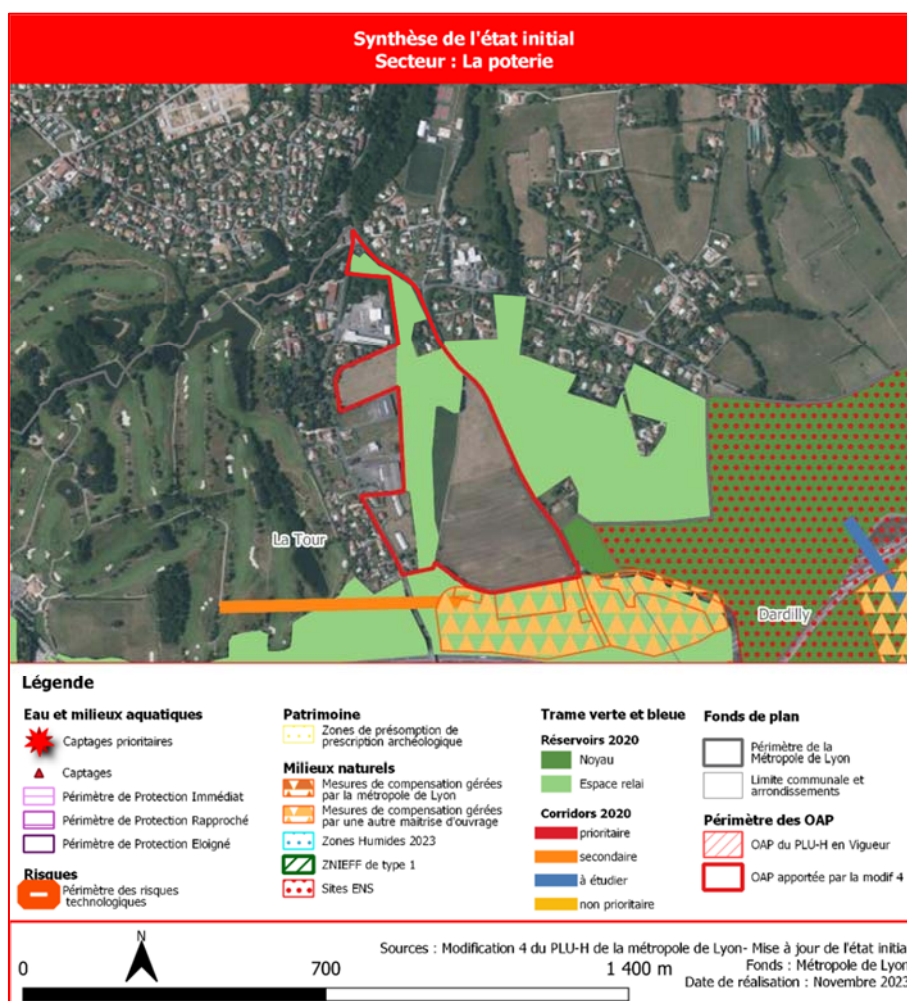 Synthèse de l'état initial
Secteur : La poterie
La Tour
Dardilly
Légende
Eau et milieux aquatiques
Captages prioritaires
Captages
Périmètre de Protection Immédiat
Périmètre de Protection Rapproché
Périmètre de Protection Eloigné
Risques
Périmètre des risques
technologiques
Patrimoine
Zones de présomption de
prescription archéologique
Milieux naturels
Mesures de compensation gérées
par la métropole de Lyon
Mesures de compensation gérées
par une autre maîtrise d'ouvrage
Zones Humides 2023
ZNIEFF de type 1
Sites ENS
Trame verte et bleue
Réservoirs 2020
Noyau
Espace relai
Corridors 2020
prioritaire
secondaire
à étudier
non prioritaire
Fonds de plan
Périmètre de la
Métropole de Lyon
Limite communale et
arrondissements
Périmètre des OAP
OAP du PLU-H en Vigueur
OAP apportée par la modif 4
N
0 700 1 400 m
Sources : Modification 4 du PLU-H de la métropole de Lyon- Mise à jour de l'état initial
Fonds : Métropole de Lyon
Date de réalisation : Novembre 2023